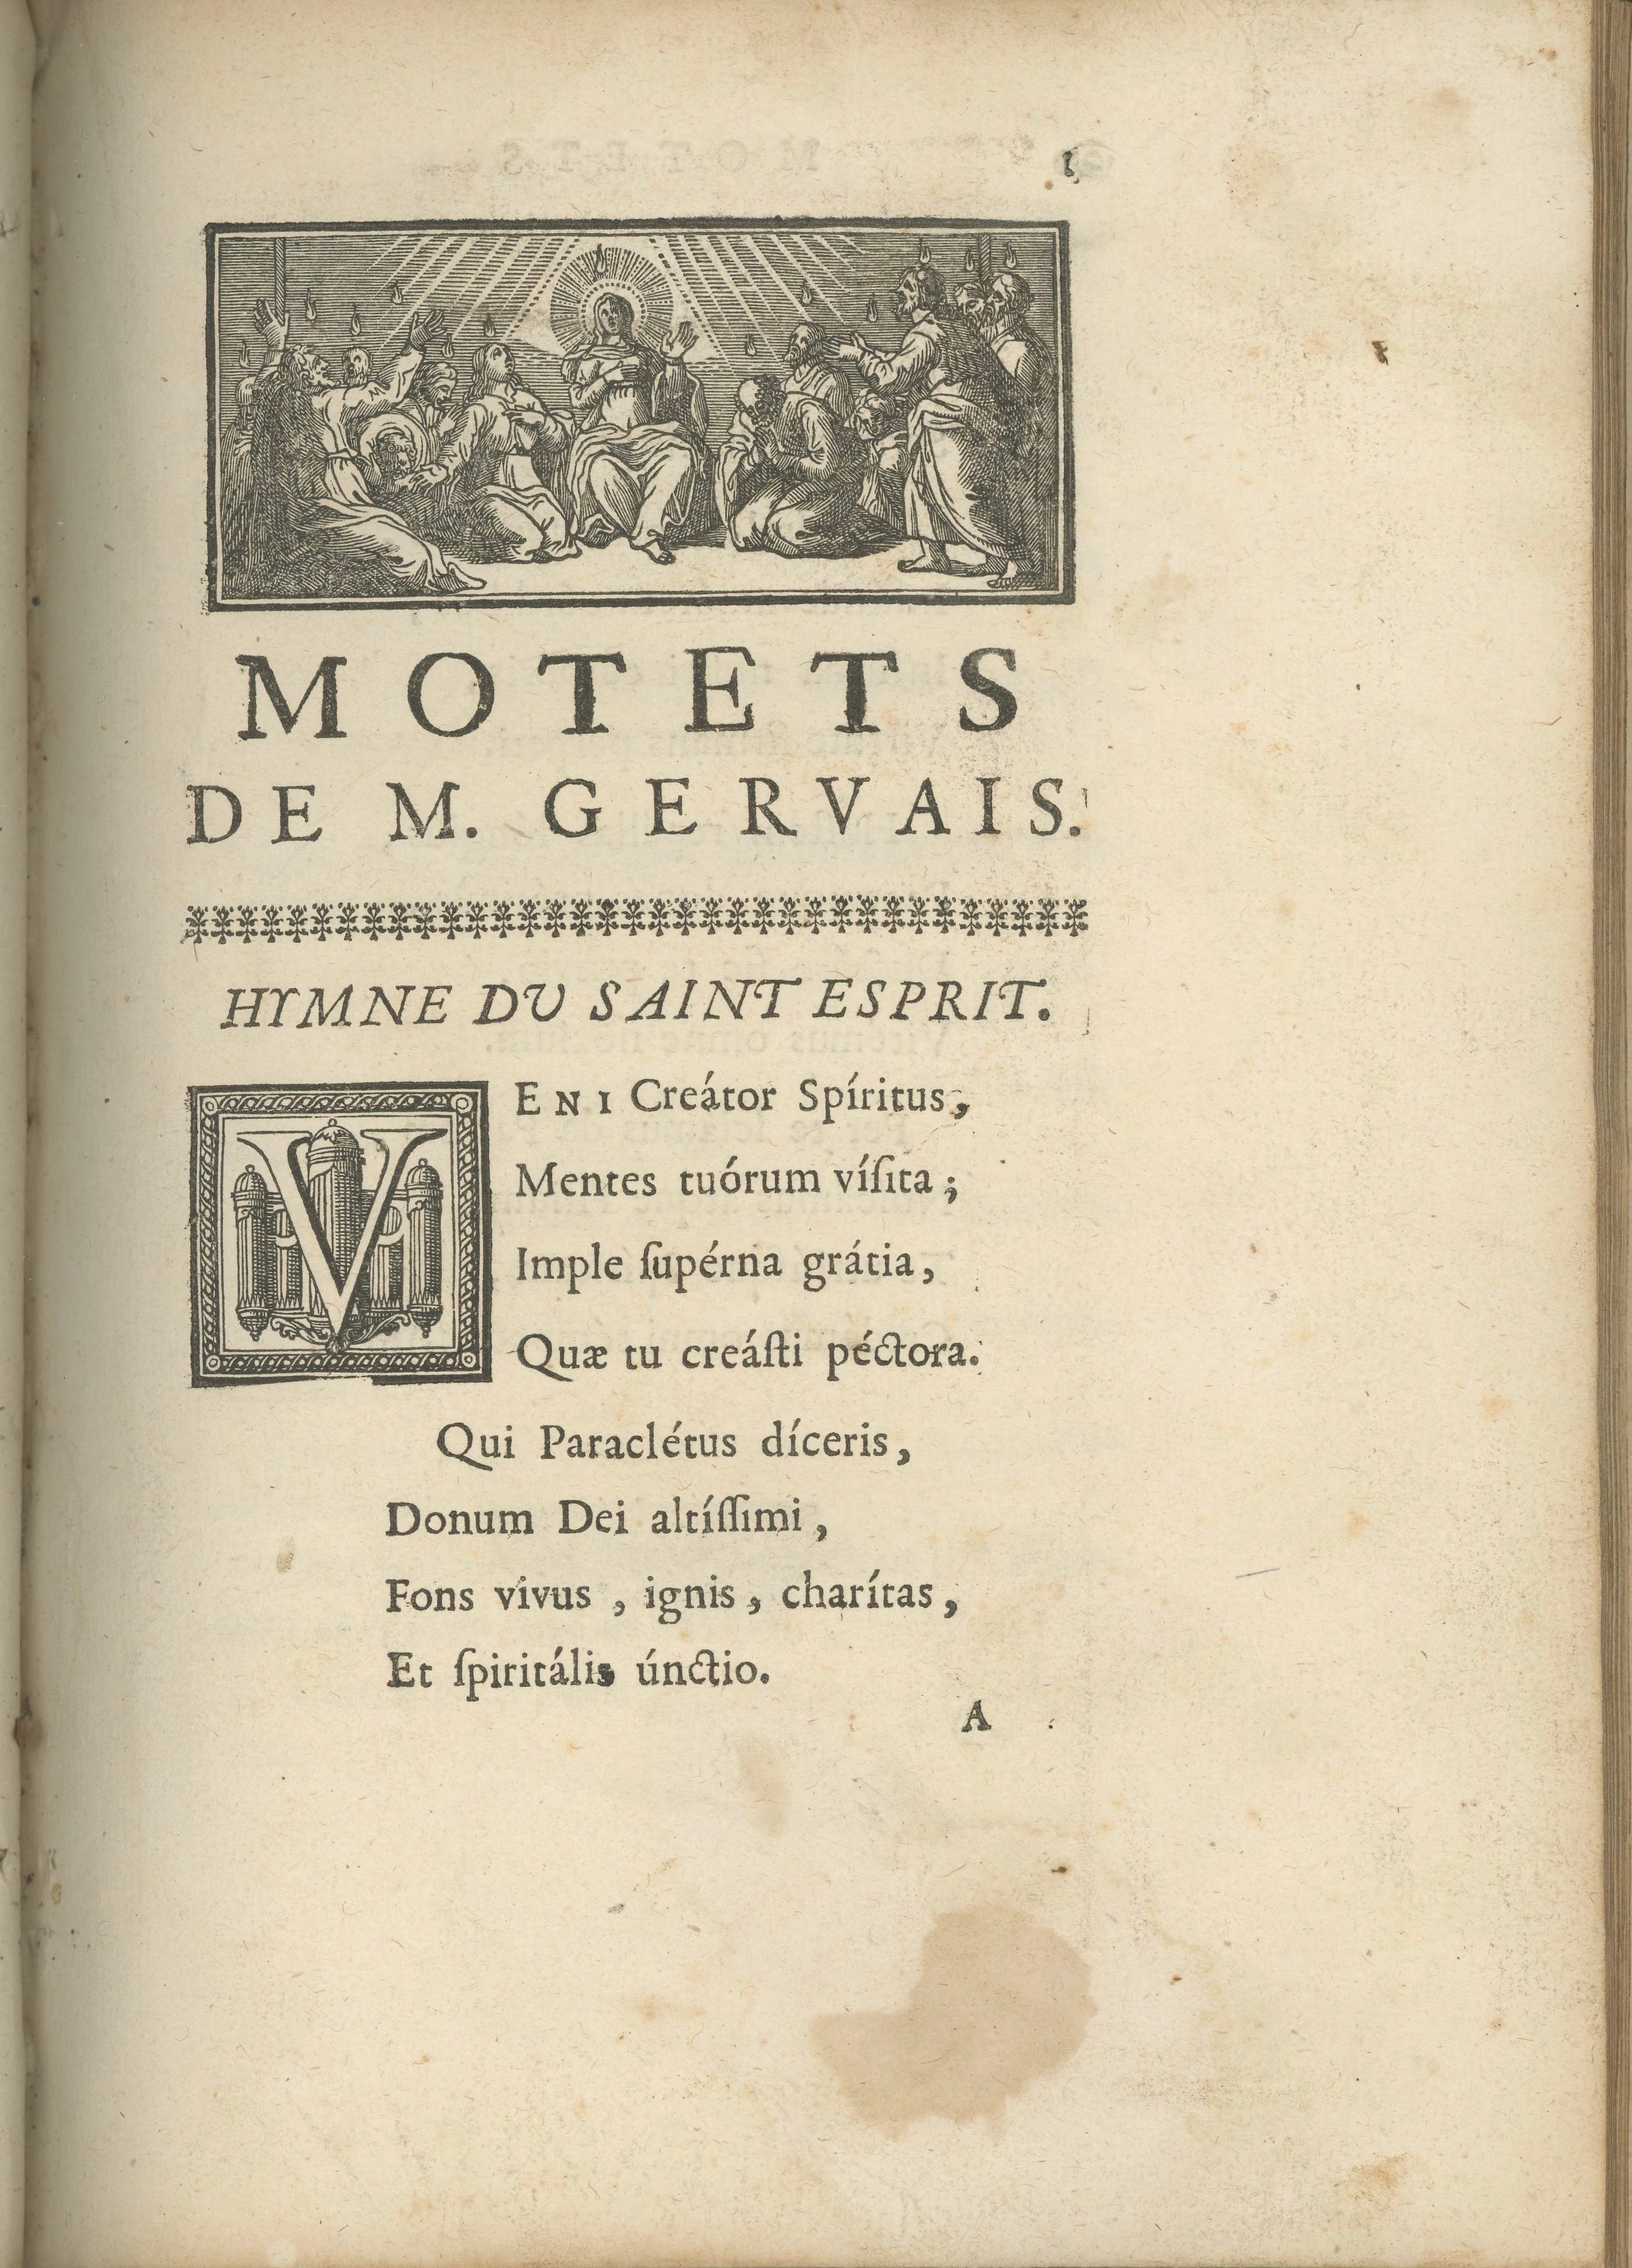 1
MOTETS
DE M. GERVAIS.
HYMNE DU SAINT ESPRIT.
VENI Creátor Spíritus,
Mentes tuórum víſita ;
Imple ſupérna grátia,
Quæ tu creáſti péctora.
Qui Paraclétus díceris,
Donum Dei altíſſimi,
Fons vivus, ignis, charítas,
Et ſpiritális únctio.
A